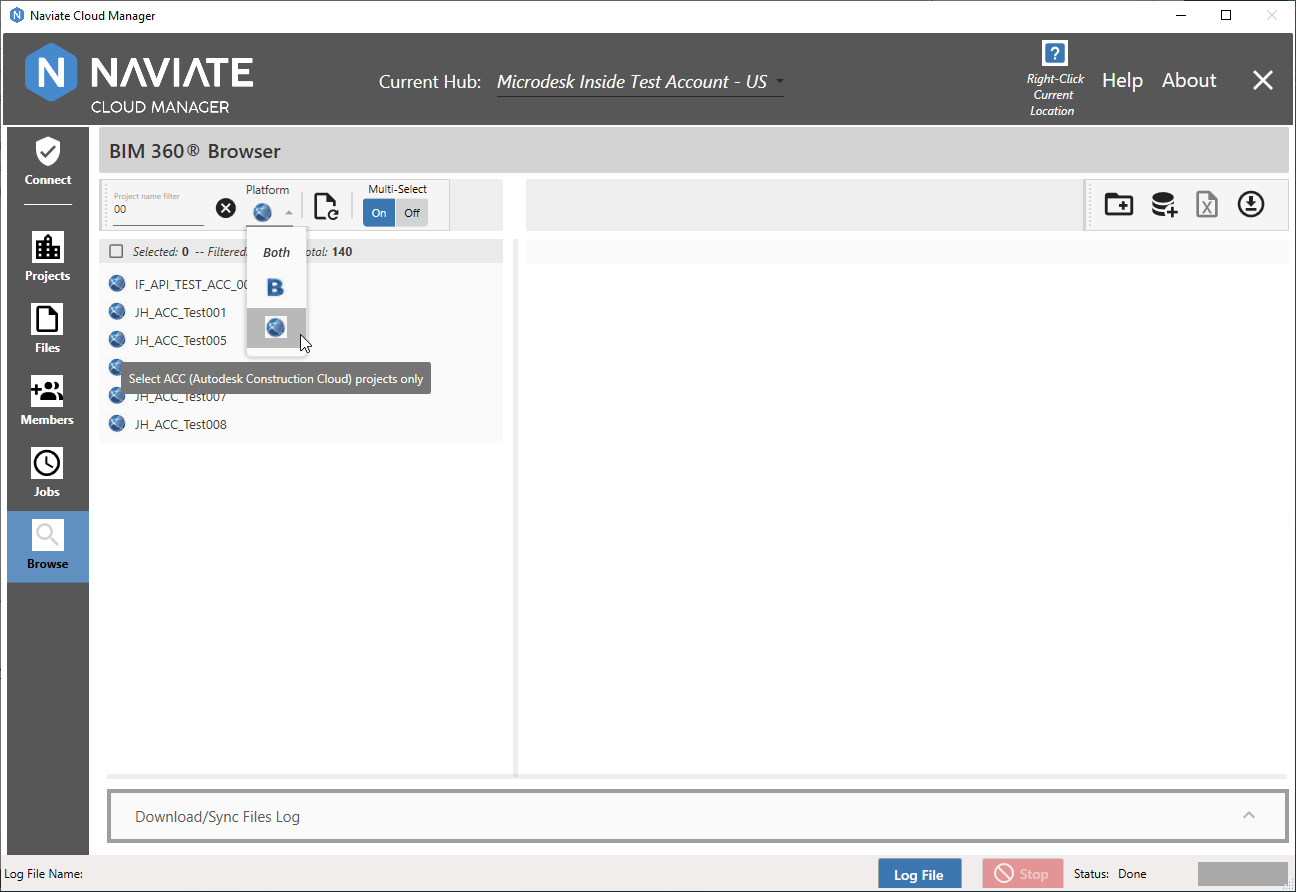 Naviate Cloud Manager
NAVIATE
CLOUD MANAGER
Current Hub: Microdesk Inside Test Account - US
?
Right-Click
Current
Location
Help
About
Connect
Projects
Files
Members
Jobs
Browse
BIM 360® Browser
Project name filter
00
Platform
Multi-Select
On
Off
Selected: 0 -- Filtered: otal: 140
Both
B
IF_API_TEST_ACC_00
JH_ACC_Test001
JH_ACC_Test005
Select ACC (Autodesk Construction Cloud) projects only
JH_ACC_Test007
JH_ACC_Test008
Download/Sync Files Log
Log File Name:
Log File
Stop
Status: Done